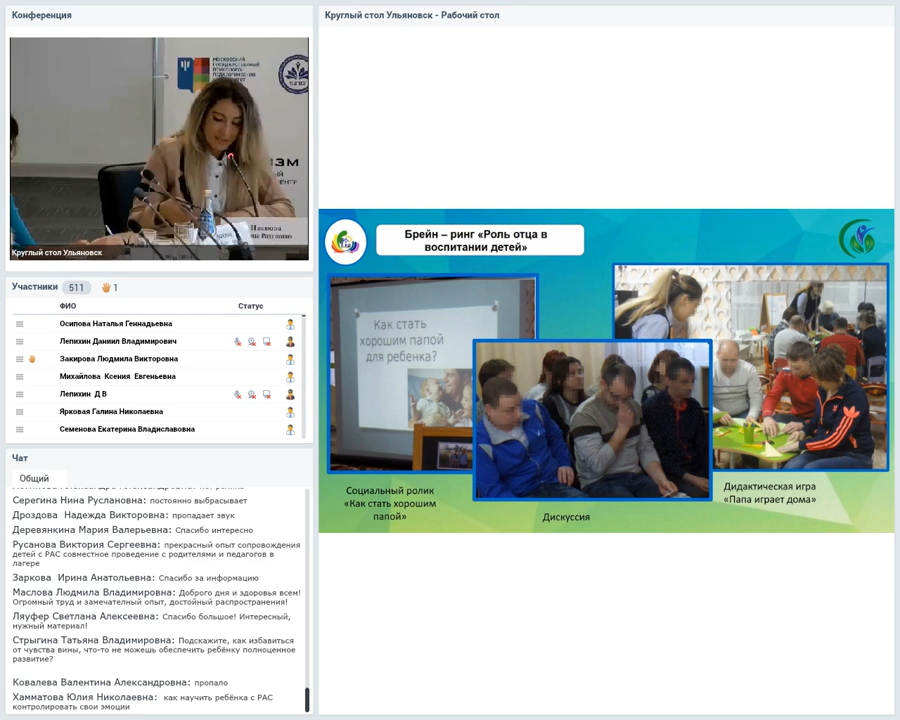 Конференция
МОСКОВСКИЙ
ГОСУДАРСТВЕННЫЙ
ПСИХОЛОГО-
ПЕДАГОГИЧЕСКИЙ
Круглый стол Ульяновск
Участники 511 1
ФИО Статус
Осипова Наталья Геннадьевна
Лепихин Даниил Владимирович
Закирова Людмила Викторовна
Михайлова Ксения Евгеньевна
Лепихин Д В
Ярковая Галина Николаевна
Семенова Екатерина Владиславовна
Чат
Общий
Серегина Нина Руслановна: постоянно выбрасывает
Дроздова Надежда Викторовна: пропадает звук
Деревянкина Мария Валерьевна: Спасибо интересно
Русанова Виктория Сергеевна: прекрасный опыт сопровождения
детей с РАС совместное проведение с родителями и педагогов в
лагере
Заркова Ирина Анатольевна: Спасибо за информацию
Маслова Людмила Владимировна: Доброго дня и здоровья всем!
Огромный труд и замечательный опыт, достойный распространения!
Ляуфер Светлана Алексеевна: Спасибо большое! Интересный,
нужный материал!
Стрыгина Татьяна Владимировна: Подскажите, как избавиться
от чувства вины, что-то не можешь обеспечить ребёнку полноценное
развитие?
Ковалева Валентина Александровна: пропало
Хамматова Юлия Николаевна: как научить ребёнка с РАС
контролировать свои эмоции
Круглый стол Ульяновск - Рабочий стол
Брейн – ринг «Роль отца в
воспитании детей»
Как стать
хорошим папой
для ребенка?
Социальный ролик
«Как стать хорошим
папой»
Дискуссия
Дидактическая игра
«Папа играет дома»